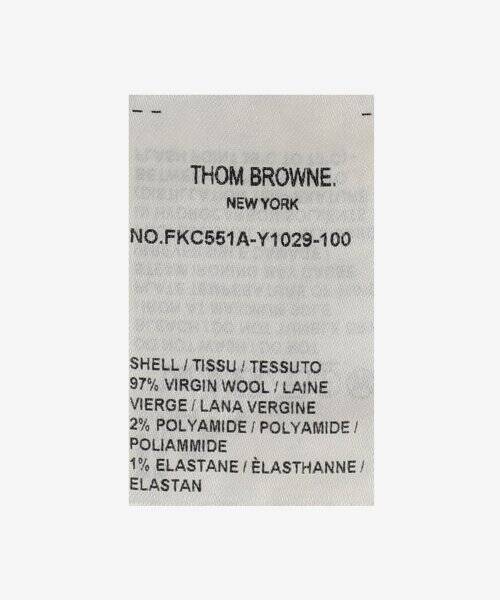 THOM BROWNE.
NEW YORK
NO.FKC551A-Y1029-100
SHELL / TISSU / TESSUTO
97% VIRGIN WOOL / LAINE
VIERGE / LANA VERGINE
2% POLYAMIDE / POLYAMIDE /
POLIAMMIDE
1% ELASTANE / ÈLASTHANNE /
ELASTAN